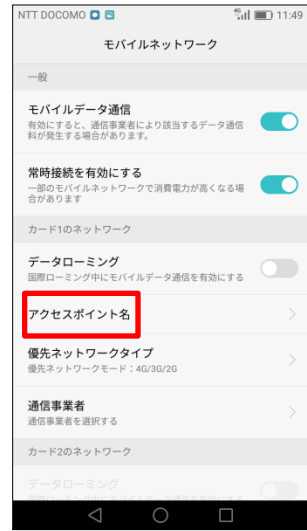 NTT DOCOMO 4G 11:49
モバイルネットワーク
一般
モバイルデータ通信
有効にすると、通信事業者により該当するデータ通信
料が発生する場合があります。
常時接続を有効にする
一部のモバイルネットワークで消費電力が高くなる場
合があります
カード1のネットワーク
データローミング
国際ローミング中にモバイルデータ通信を有効にする
アクセスポイント名
優先ネットワークタイプ
優先ネットワークモード：4G/3G/2G
通信事業者
通信事業者を選択する
カード2のネットワーク
データローミング